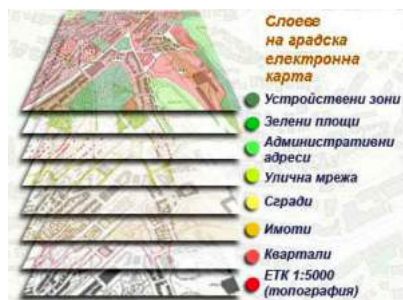 Слоеве
на градска
електронна
карта
Устройствени зони
Зелени площи
Административни
адреси
Улична мрежа
Сгради
Имоти
Квартали
ЕТК 1:5000
(топография)